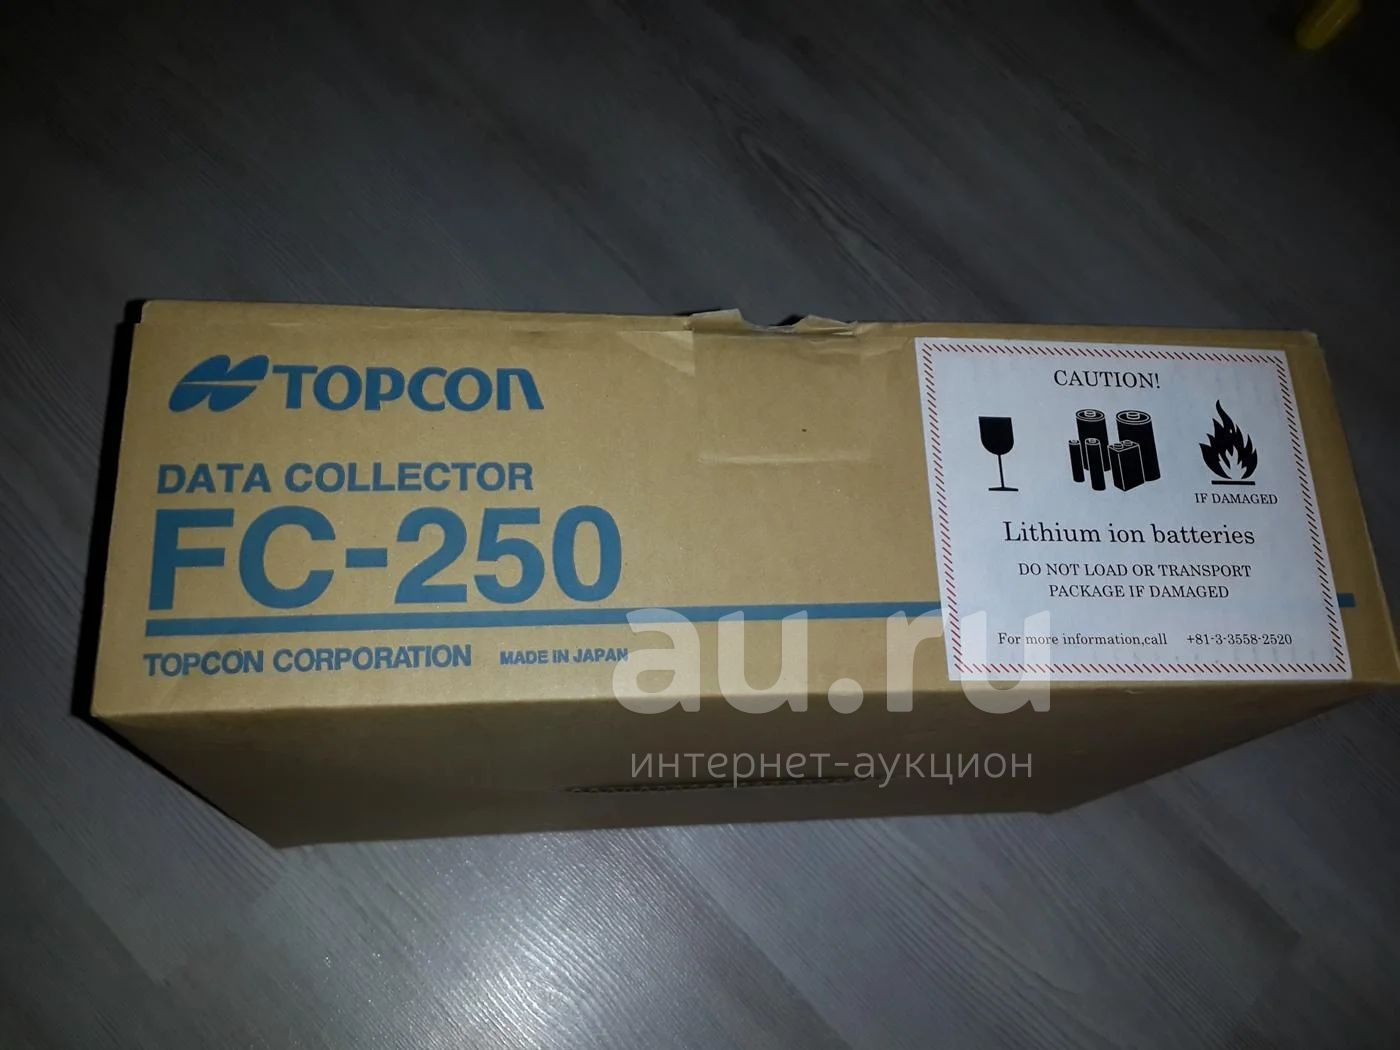 TOPCON
DATA COLLECTOR
FC-250
TOPCON CORPORATION MADE IN JAPAN
CAUTION!
IF DAMAGED
Lithium ion batteries
DO NOT LOAD OR TRANSPORT
PACKAGE IF DAMAGED
For more information,call +81-3-3558-2520
au.ru
интернет-аукцион